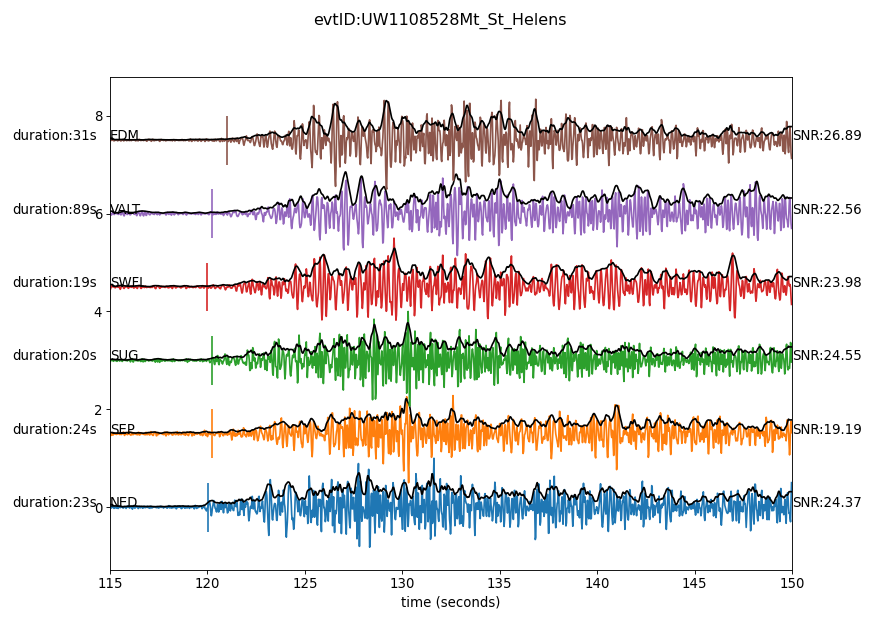 evtID:UW1108528Mt_St_Helens
8
duration:31s EDM SNR:26.89
duration:89s VALT SNR:22.56
6
duration:19s SWFL SNR:23.98
4
duration:20s SUG SNR:24.55
2
duration:24s SEP SNR:19.19
duration:23s NED SNR:24.37
0
115 120 125 130 135 140 145 150
time (seconds)